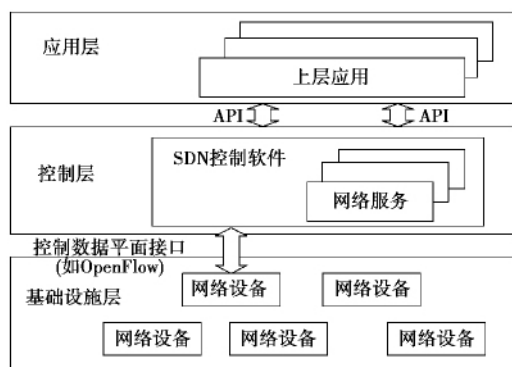 应用层
上层应用
API
API
SDN控制软件
控制层
网络服务
控制数据平面接口
(如OpenFlow)
网络设备
网络设备
基础设施层
网络设备
网络设备
网络设备